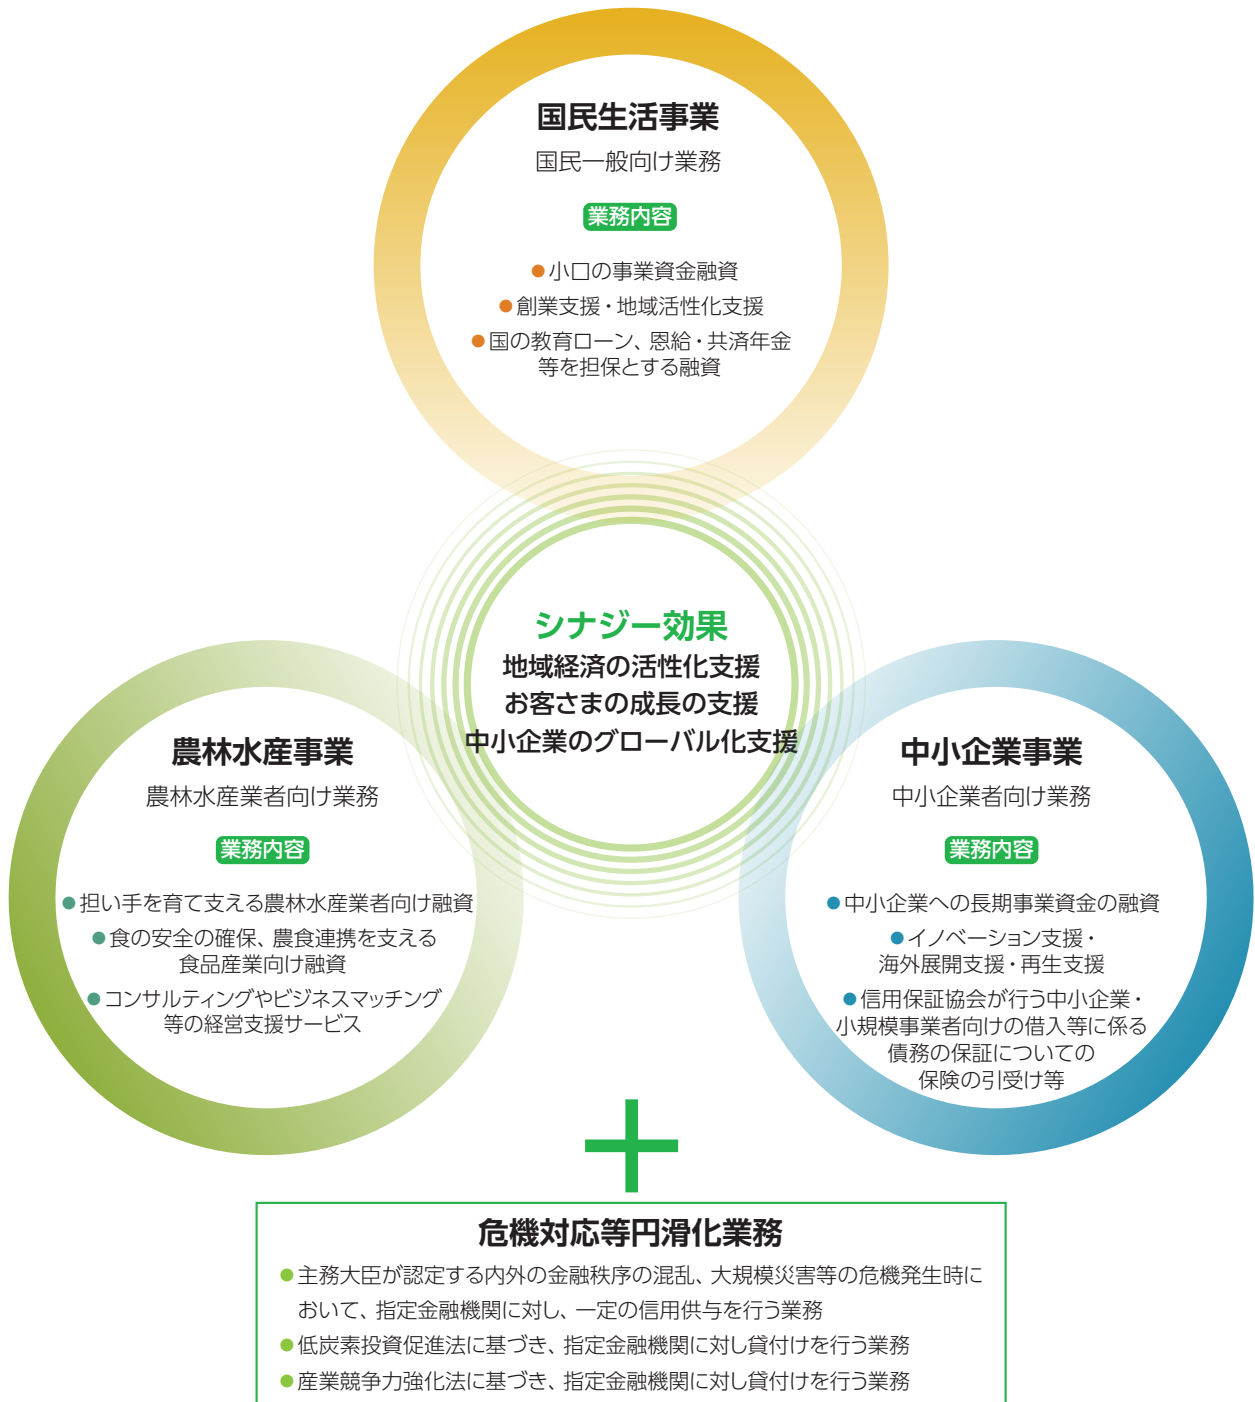 国民生活事業
国民一般向け業務
業務内容
●小口の事業資金融資
●創業支援・地域活性化支援
●国の教育ローン、恩給・共済年金
等を担保とする融資
シナジー効果
地域経済の活性化支援
お客さまの成長の支援
中小企業のグローバル化支援
農林水産事業
農林水産業者向け業務
業務内容
●担い手を育て支える農林水産業者向け融資
●食の安全の確保、農食連携を支える
食品産業向け融資
●コンサルティングやビジネスマッチング
等の経営支援サービス
中小企業事業
中小企業者向け業務
業務内容
●中小企業への長期事業資金の融資
●イノベーション支援・
海外展開支援・再生支援
●信用保証協会が行う中小企業・
小規模事業者向けの借入等に係る
債務の保証についての
保険の引受け等
危機対応等円滑化業務
●主務大臣が認定する内外の金融秩序の混乱、大規模災害等の危機発生時に
おいて、指定金融機関に対し、一定の信用供与を行う業務
●低炭素投資促進法に基づき、指定金融機関に対し貸付けを行う業務
●産業競争力強化法に基づき、指定金融機関に対し貸付けを行う業務